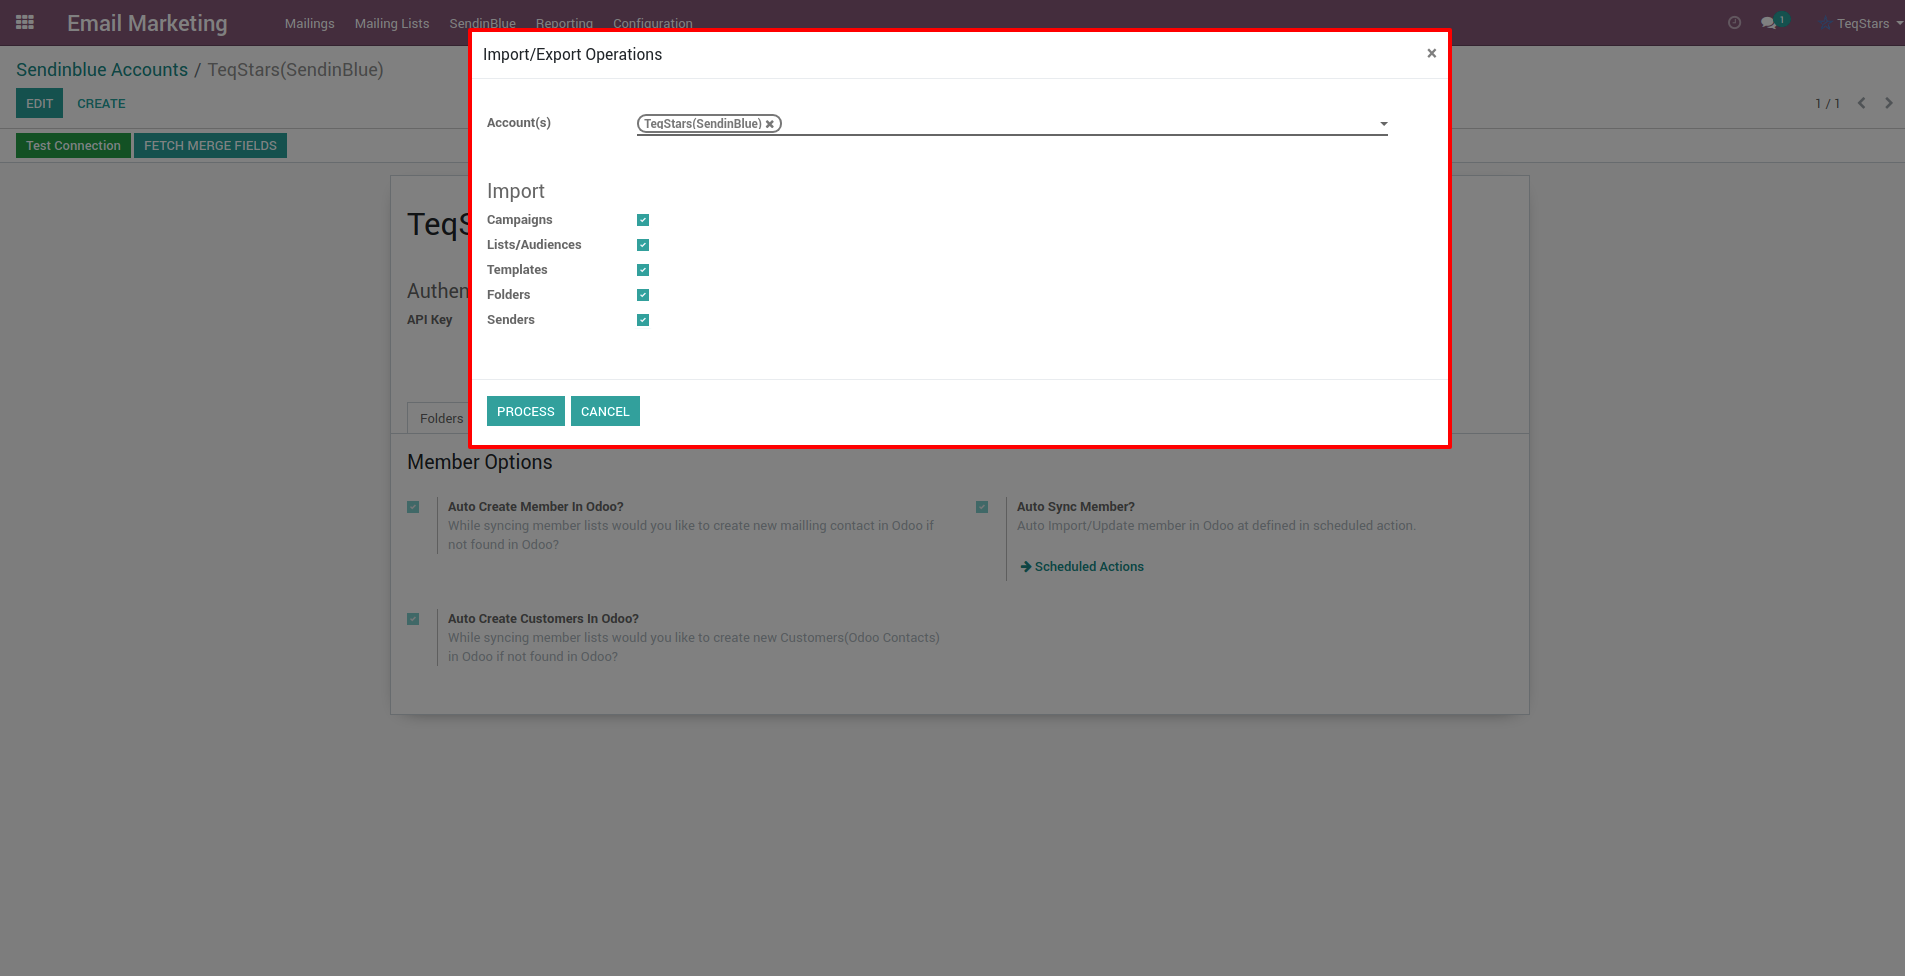 Email Marketing Mailings Mailing Lists SendinBlue Reporting Configuration 1 TeqStars
Sendinblue Accounts / TeqStars(SendinBlue)
EDIT CREATE 1 / 1
Test Connection FETCH MERGE FIELDS
Import/Export Operations ×
Account(s) TeqStars(SendinBlue) ×
Import
Campaigns
Lists/Audiences
Templates
Folders
Senders
PROCESS CANCEL
TeqS
Authen
API Key
Folders
Member Options
Auto Create Member In Odoo?
While syncing member lists would you like to create new mailling contact in Odoo if
not found in Odoo?
Auto Sync Member?
Auto Import/Update member in Odoo at defined in scheduled action.
Scheduled Actions
Auto Create Customers In Odoo?
While syncing member lists would you like to create new Customers(Odoo Contacts)
in Odoo if not found in Odoo?